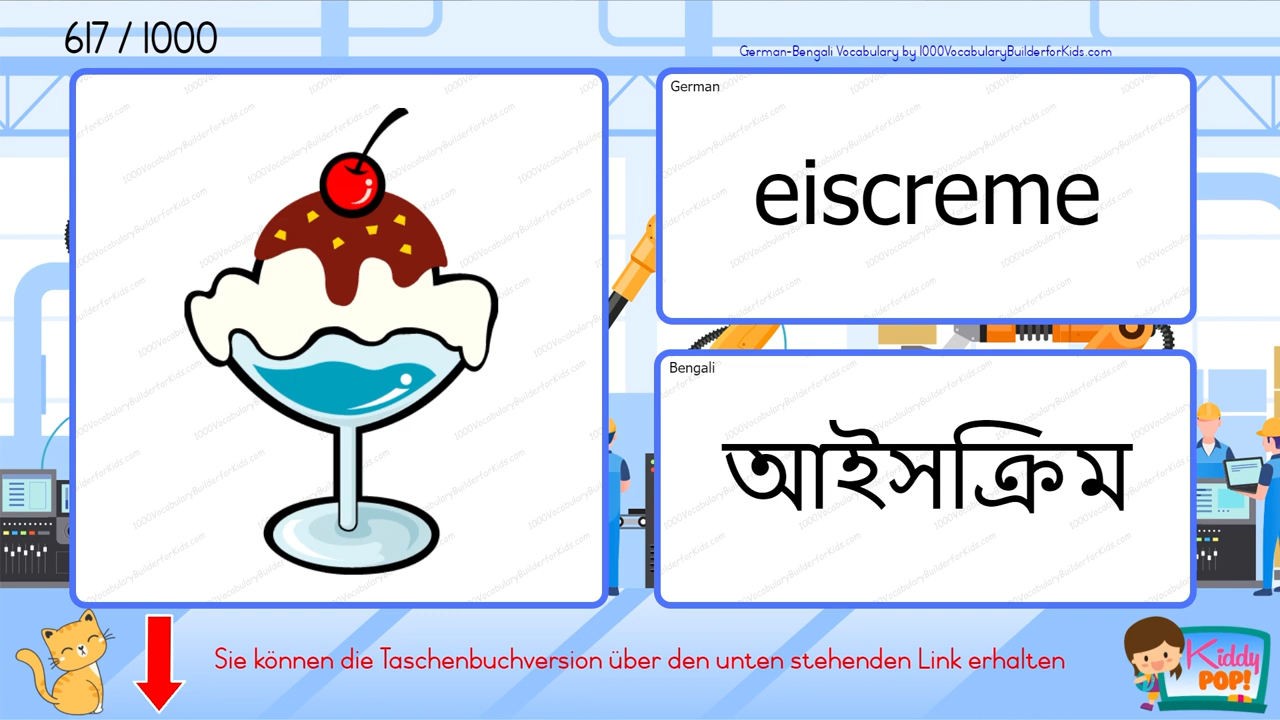 617 / 1000
German-Bengali Vocabulary by 1000VocabularyBuilderforKids.com
German
eiscreme
Bengali
আইসক্রিম
Sie können die Taschenbuchversion über den unten stehenden Link erhalten
Kiddy
POP!